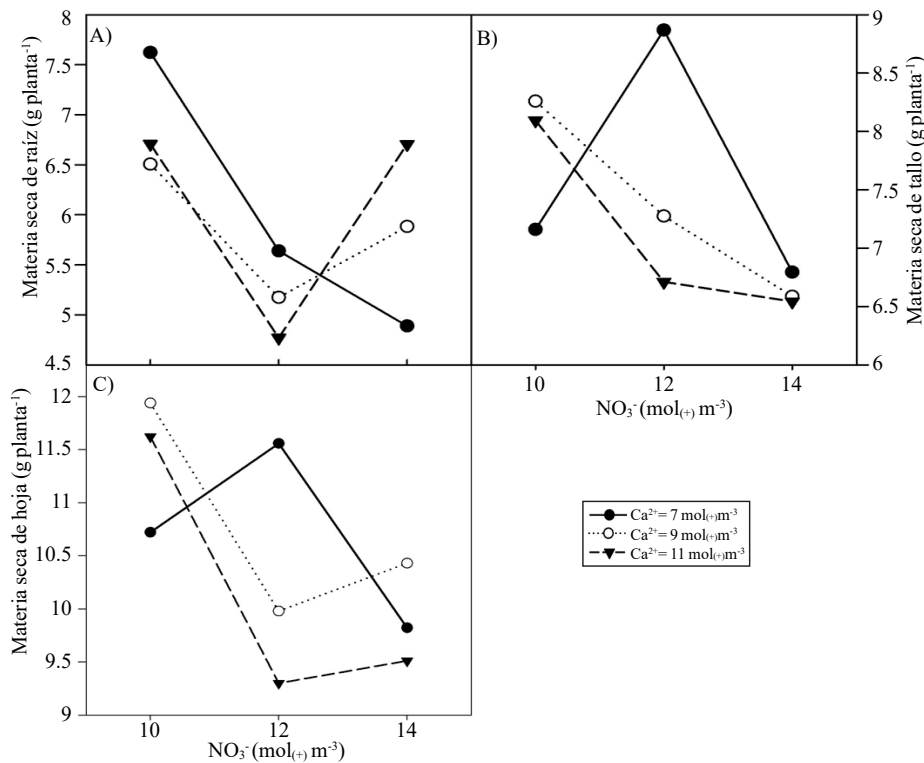 A)
Materia seca de raíz (g planta⁻¹)
8
7.5
7
6.5
6
5.5
5
4.5
B)
Materia seca de tallo (g planta⁻¹)
9
8.5
8
7.5
7
6.5
6
10
12
14
NO₃⁻ (mol₍₊₎ m⁻³)
C)
Materia seca de hoja (g planta⁻¹)
12
11.5
11
10.5
10
9.5
9
10
12
14
NO₃⁻ (mol₍₊₎ m⁻³)
Ca²⁺= 7 mol₍₊₎m⁻³
Ca²⁺= 9 mol₍₊₎m⁻³
Ca²⁺= 11 mol₍₊₎m⁻³